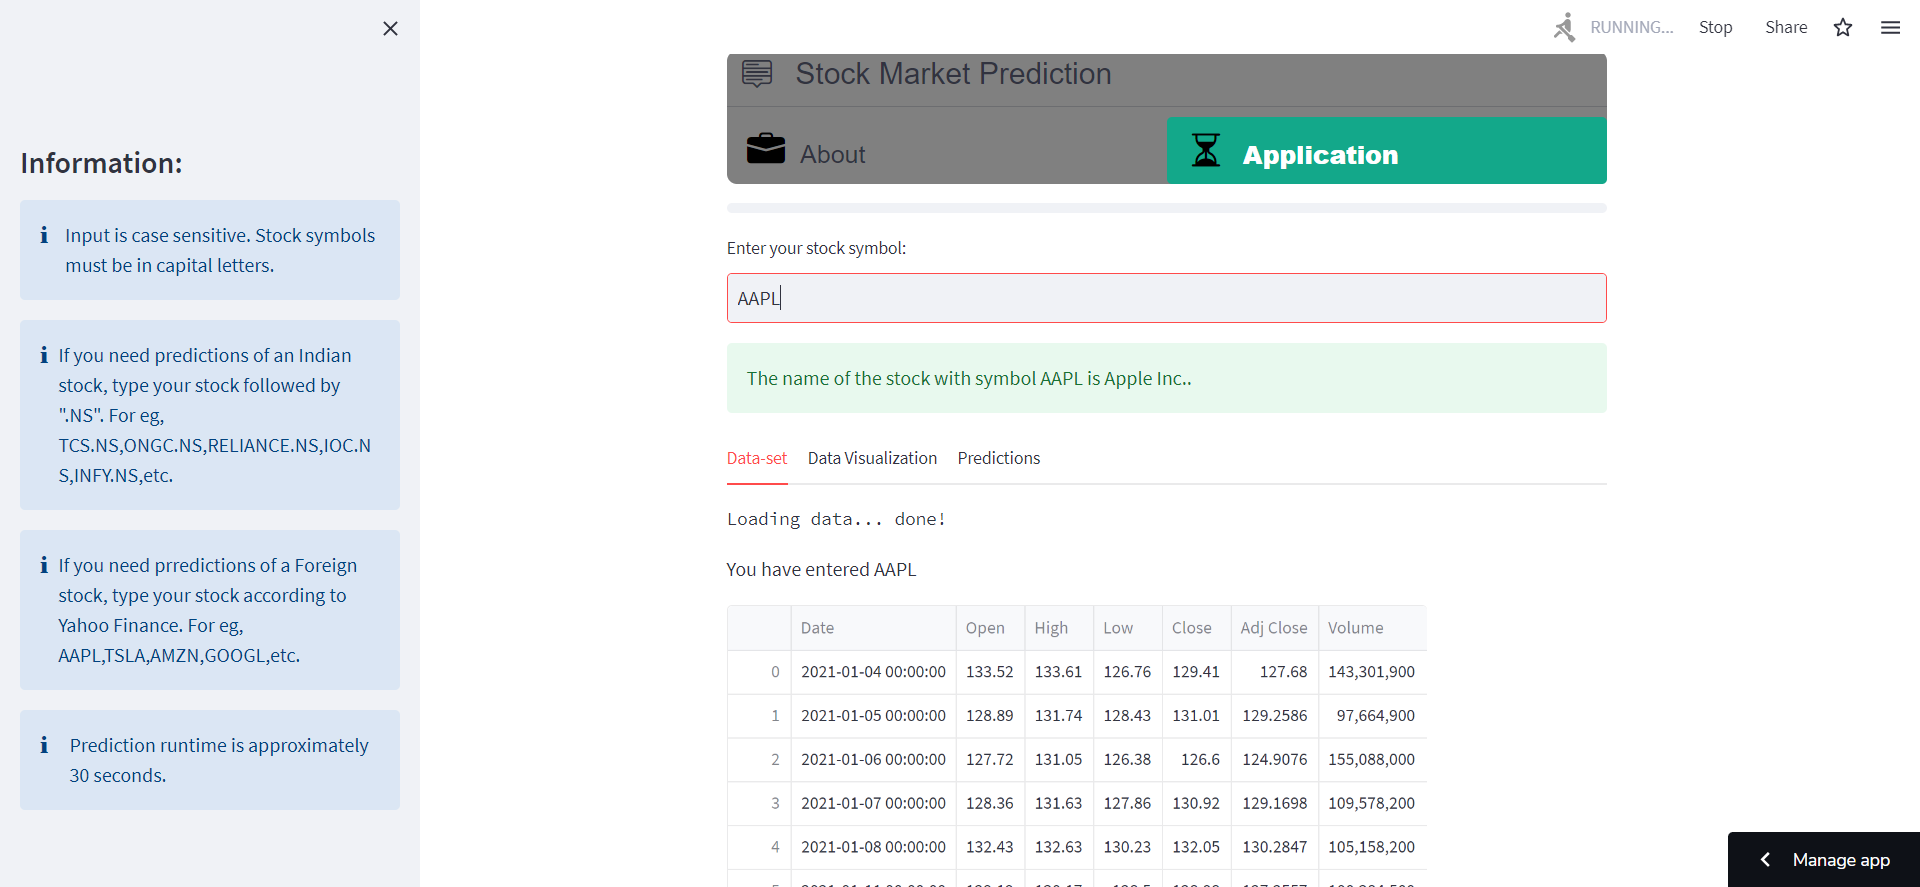 RUNNING...
Stop
Share
Information:
Input is case sensitive. Stock symbols
must be in capital letters.
If you need predictions of an Indian
stock, type your stock followed by
".NS". For eg,
TCS.NS,ONGC.NS,RELIANCE.NS,IOC.N
S,INFY.NS,etc.
If you need prredictions of a Foreign
stock, type your stock according to
Yahoo Finance. For eg,
AAPL,TSLA,AMZN,GOOGL,etc.
Prediction runtime is approximately
30 seconds.
Stock Market Prediction
About
Application
Enter your stock symbol:
AAPL
The name of the stock with symbol AAPL is Apple Inc..
Data-set Data Visualization Predictions
Loading data... done!
You have entered AAPL
Date Open High Low Close Adj Close Volume
0 2021-01-04 00:00:00 133.52 133.61 126.76 129.41 127.68 143,301,900
1 2021-01-05 00:00:00 128.89 131.74 128.43 131.01 129.2586 97,664,900
2 2021-01-06 00:00:00 127.72 131.05 126.38 126.6 124.9076 155,088,000
3 2021-01-07 00:00:00 128.36 131.63 127.86 130.92 129.1698 109,578,200
4 2021-01-08 00:00:00 132.43 132.63 130.23 132.05 130.2847 105,158,200
Manage app